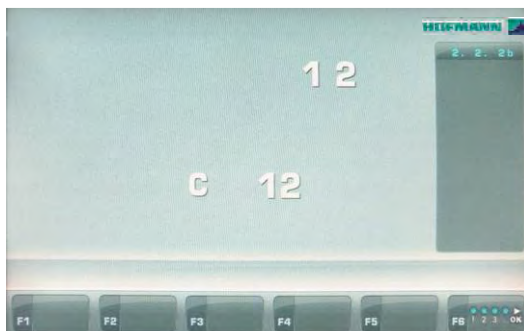 HOFMANN
2. 2. 2b
1 2
C 12
F1 F2 F3 F4 F5 F6 1 2 3 . OK